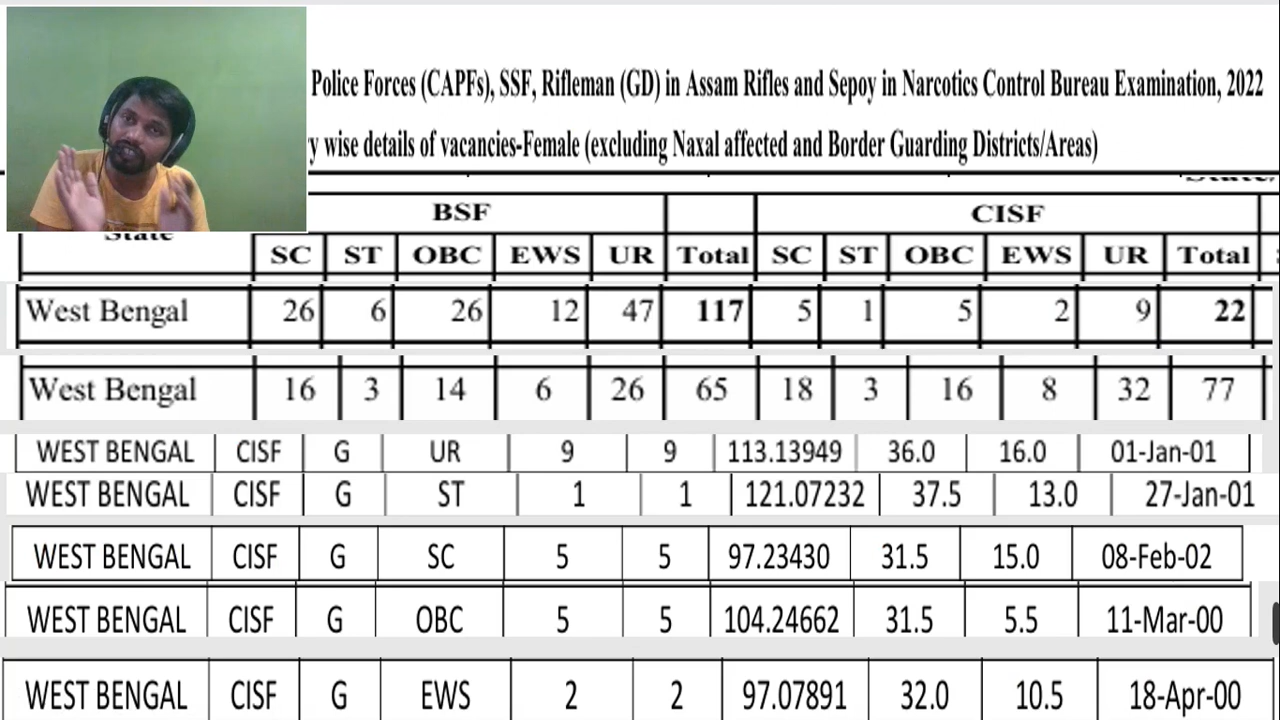 Police Forces (CAPFs), SSF, Rifleman (GD) in Assam Rifles and Sepoy in Narcotics Control Bureau Examination, 2022
y wise details of vacancies-Female (excluding Naxal affected and Border Guarding Districts/Areas)
BSF CISF
State SC ST OBC EWS UR Total SC ST OBC EWS UR Total
West Bengal 26 6 26 12 47 117 5 1 5 2 9 22
West Bengal 16 3 14 6 26 65 18 3 16 8 32 77
WEST BENGAL CISF G UR 9 9 113.13949 36.0 16.0 01-Jan-01
WEST BENGAL CISF G ST 1 1 121.07232 37.5 13.0 27-Jan-01
WEST BENGAL CISF G SC 5 5 97.23430 31.5 15.0 08-Feb-02
WEST BENGAL CISF G OBC 5 5 104.24662 31.5 5.5 11-Mar-00
WEST BENGAL CISF G EWS 2 2 97.07891 32.0 10.5 18-Apr-00